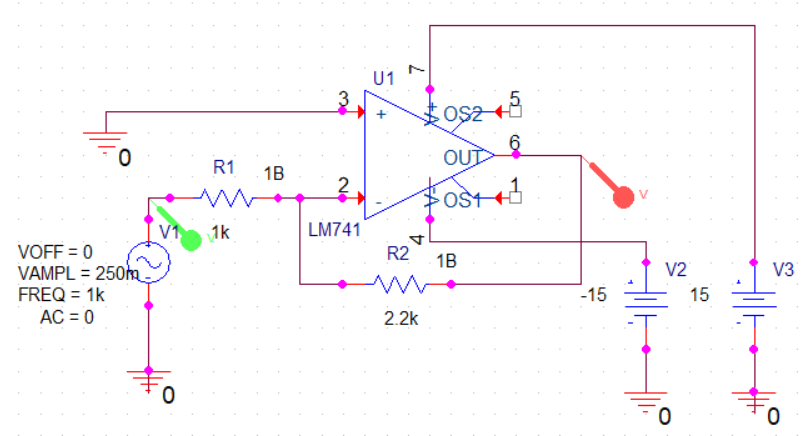 7
U1
3
+
V+
OS2
5
6
OUT
0
R1
1B
2
-
V-
OS1
1
V
V1
1k
V
LM741
4
R2
1B
V2
V3
VOFF = 0
VAMPL = 250m
FREQ = 1k
AC = 0
+
-
2.2k
-15
15
-
-
0
0
0